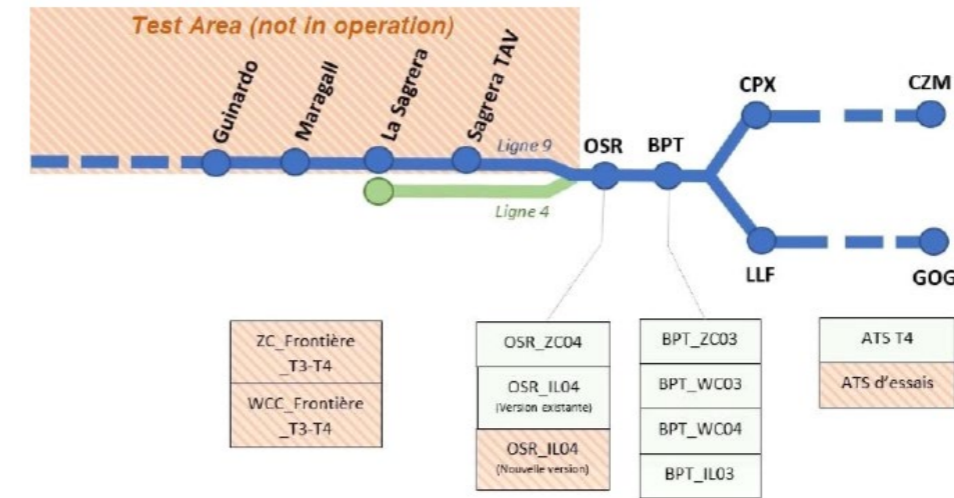 Test Area (not in operation)
Guinardo
Maragall
La Sagrera
Sagrera TAV
Ligne 9
Ligne 4
OSR
BPT
CPX
CZM
LLF
GOG
ZC_Frontière
_T3-T4
WCC_Frontière
_T3-T4
OSR_ZC04
OSR_IL04
(Version existante)
OSR_IL04
(Nouvelle version)
BPT_ZC03
BPT_WC03
BPT_WC04
BPT_IL03
ATS T4
ATS d'essais